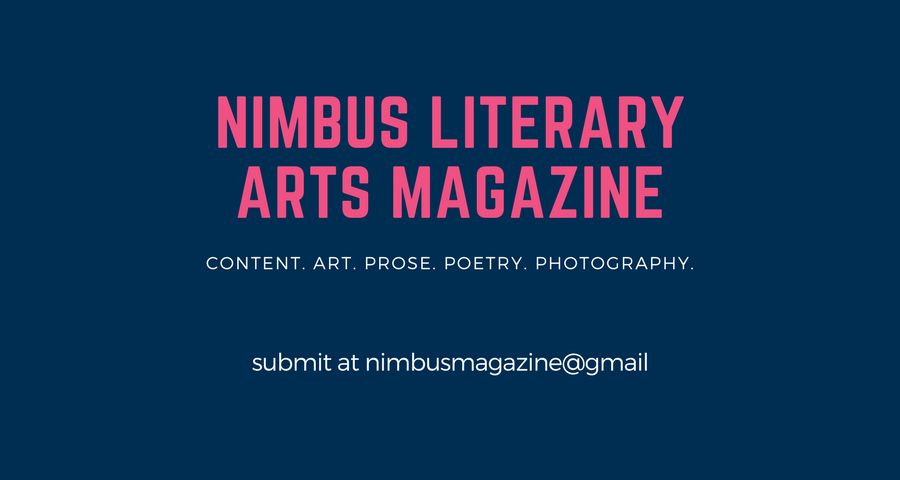 NIMBUS LITERARY
ARTS MAGAZINE
CONTENT. ART. PROSE. POETRY. PHOTOGRAPHY.
submit at nimbusmagazine@gmail